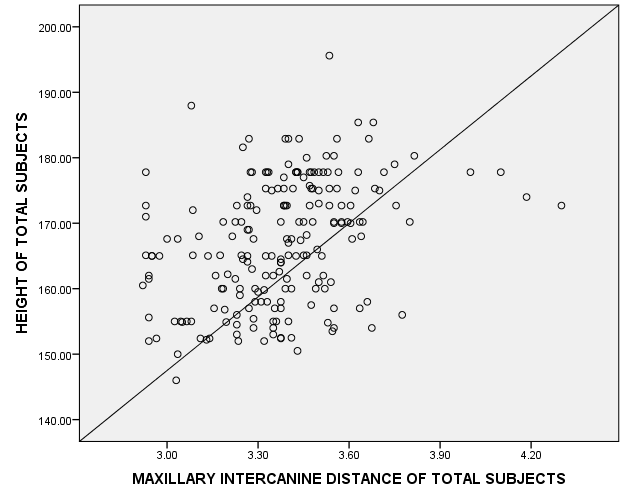 200.00
190.00
180.00
170.00
160.00
150.00
140.00
HEIGHT OF TOTAL SUBJECTS
3.00 3.30 3.60 3.90 4.20
MAXILLARY INTERCANINE DISTANCE OF TOTAL SUBJECTS